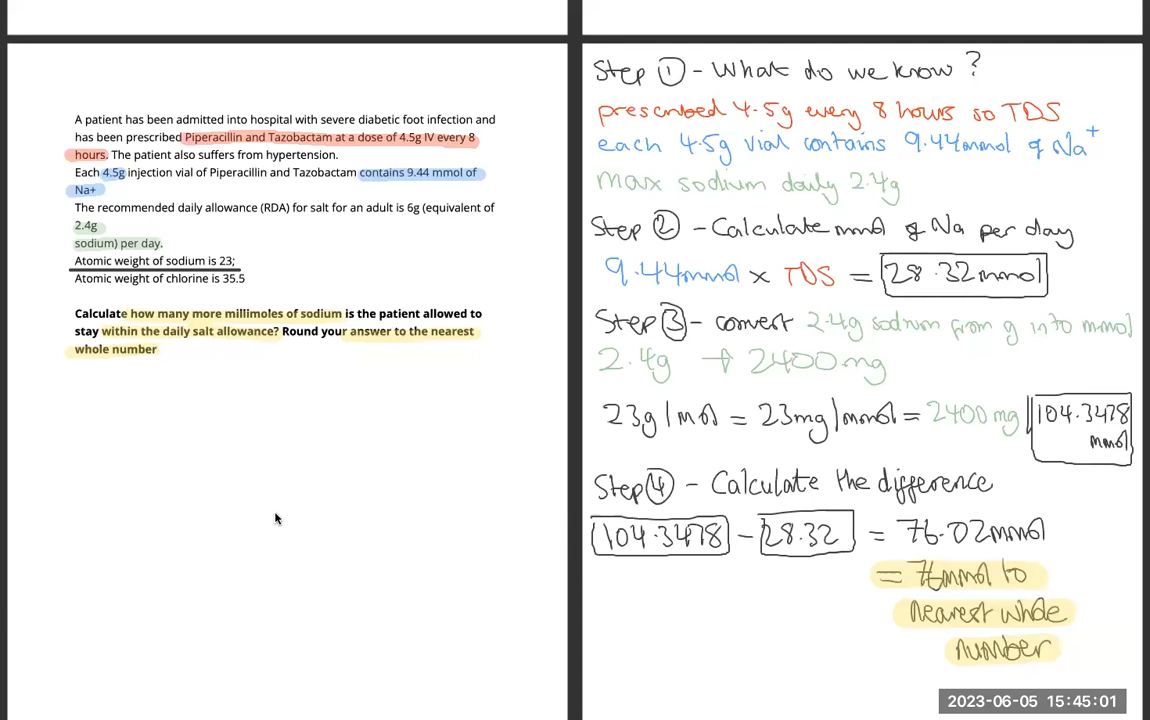 A patient has been admitted into hospital with severe diabetic foot infection and
has been prescribed Piperacillin and Tazobactam at a dose of 4.5g IV every 8
hours. The patient also suffers from hypertension.
Each 4.5g injection vial of Piperacillin and Tazobactam contains 9.44 mmol of
Na+
The recommended daily allowance (RDA) for salt for an adult is 6g (equivalent of
2.4g
sodium) per day.
Atomic weight of sodium is 23;
Atomic weight of chlorine is 35.5
Calculate how many more millimoles of sodium is the patient allowed to
stay within the daily salt allowance? Round your answer to the nearest
whole number
Step ① - What do we know?
prescribed 4.5g every 8 hours so TDS
each 4.5g vial contains 9.44mmol of Na+
max sodium daily 2.4g
Step ② - Calculate mmol of Na per day
9.44mmol x TDS = 28.32mmol
Step ③ - convert 2.4g sodium from g into mmol
2.4g → 2400mg
23g/mol = 23mg/mmol = 2400mg 104.3478
mmol
Step ④ - Calculate the difference
104.3478 - 28.32 = 76.02mmol
= 76mmol to
nearest whole
number
2023-06-05 15:45:01